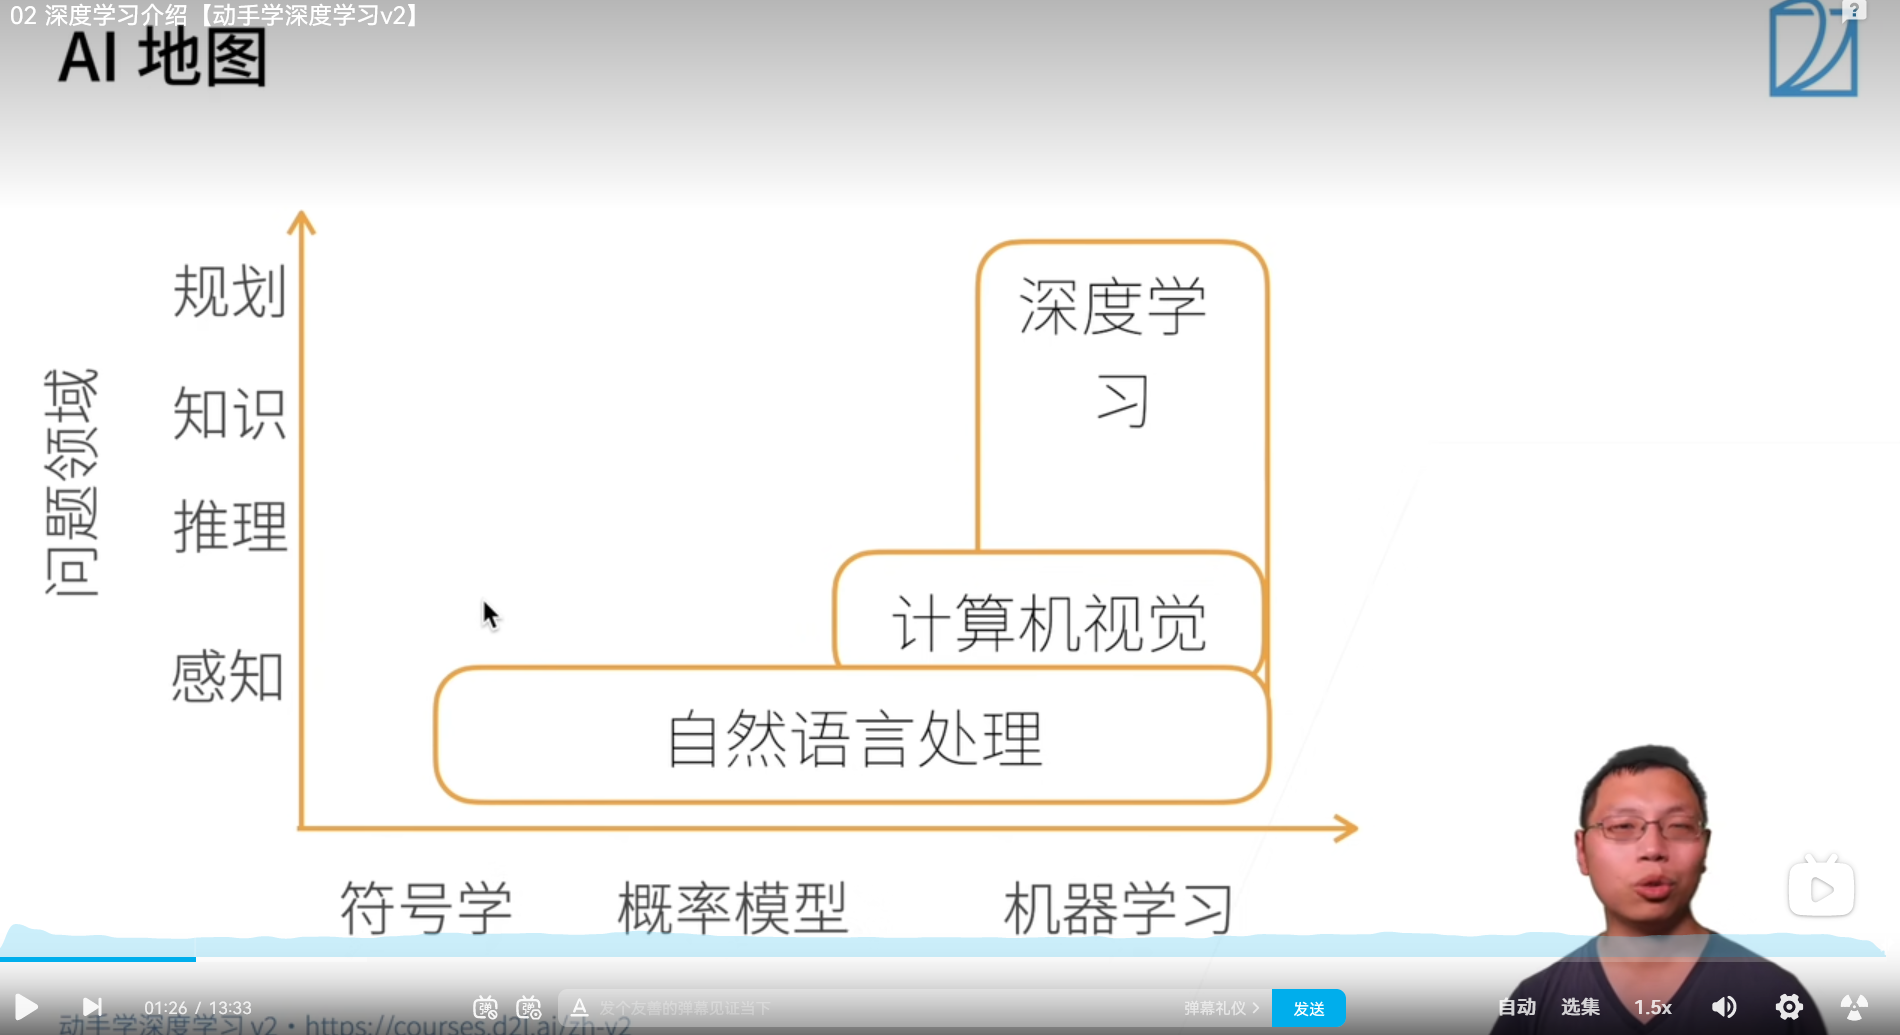 02 深度学习介绍【动手学深度学习v2】
AI 地图
问题领域
规划
知识
推理
感知
深度学
习
计算机视觉
自然语言处理
符号学
概率模型
机器学习
01:26 / 13:33
弹
弹
A
发个友善的弹幕见证当下
弹幕礼仪 >
发送
自动
选集
1.5x
动手学深度学习 v2 • https://courses.d2l.ai/zh-v2
?